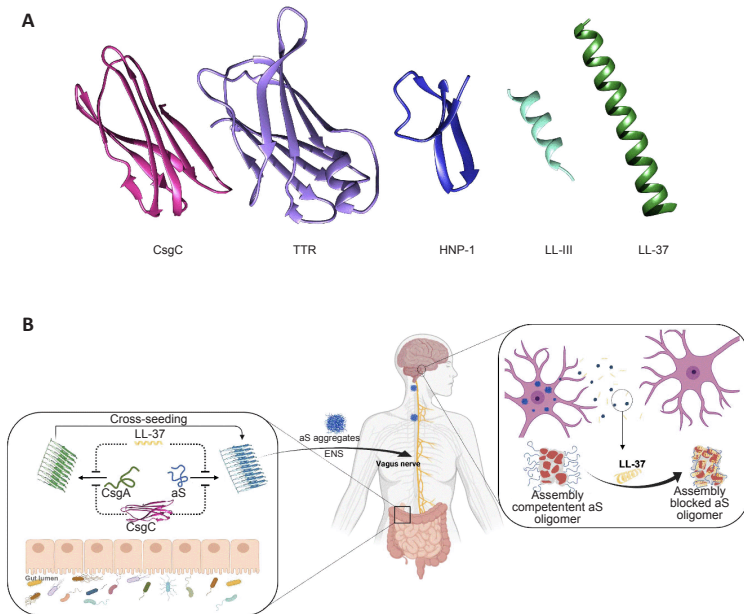 A
CsgC
TTR
HNP-1
LL-III
LL-37
B
Cross-seeding
LL-37
CsgA
aS
CsgC
Gut lumen
aS aggregates
ENS
Vagus nerve
LL-37
Assembly
competentent aS
oligomer
Assembly
blocked aS
oligomer